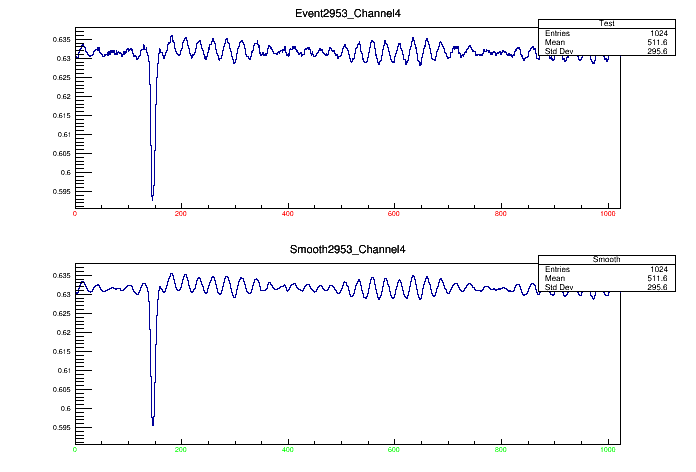 Event2953_Channel4
Test
Entries 1024
Mean 511.6
Std Dev 295.6
0.635
0.63
0.625
0.62
0.615
0.61
0.605
0.6
0.595
0 200 400 600 800 1000
Smooth2953_Channel4
Smooth
Entries 1024
Mean 511.6
Std Dev 295.6
0.635
0.63
0.625
0.62
0.615
0.61
0.605
0.6
0.595
0 200 400 600 800 1000